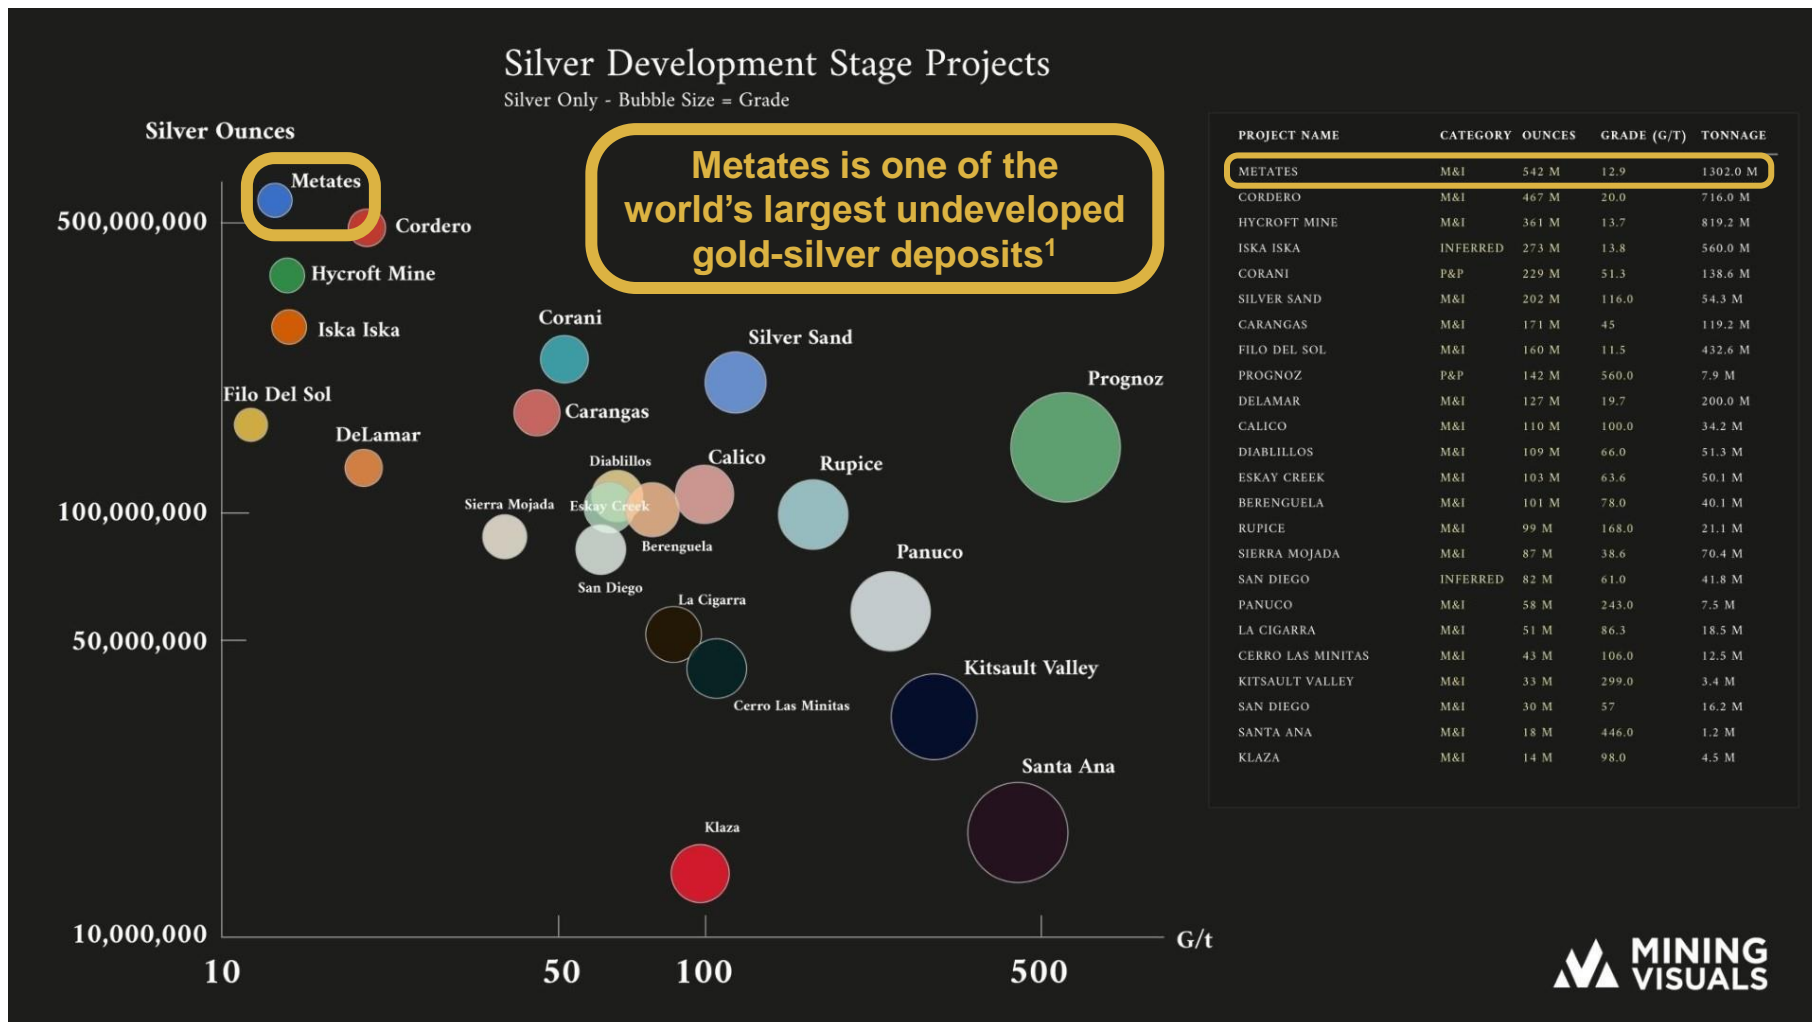 Silver Development Stage Projects
Silver Only - Bubble Size = Grade
Silver Ounces
Metates is one of the
world's largest undeveloped
gold-silver deposits¹
Metates
500,000,000
Cordero
Hycroft Mine
Iska Iska
Corani
Silver Sand
Prognoz
Filo Del Sol
Carangas
DeLamar
Diablillos
Calico
Rupice
100,000,000
Sierra Mojada
Eskay Creek
Berenguela
Panuco
San Diego
La Cigarra
50,000,000
Kitsault Valley
Cerro Las Minitas
Santa Ana
Klaza
10,000,000
G/t
10 50 100 500
PROJECT NAME CATEGORY OUNCES GRADE (G/T) TONNAGE
METATES M&I 542 M 12.9 1302.0 M
CORDERO M&I 467 M 20.0 716.0 M
HYCROFT MINE M&I 361 M 13.7 819.2 M
ISKA ISKA INFERRED 273 M 13.8 560.0 M
CORANI P&P 229 M 51.3 138.6 M
SILVER SAND M&I 202 M 116.0 54.3 M
CARANGAS M&I 171 M 45 119.2 M
FILO DEL SOL M&I 160 M 11.5 432.6 M
PROGNOZ P&P 142 M 560.0 7.9 M
DELAMAR M&I 127 M 19.7 200.0 M
CALICO M&I 110 M 100.0 34.2 M
DIABLILLOS M&I 109 M 66.0 51.3 M
ESKAY CREEK M&I 103 M 63.6 50.1 M
BERENGUELA M&I 101 M 78.0 40.1 M
RUPICE M&I 99 M 168.0 21.1 M
SIERRA MOJADA M&I 87 M 38.6 70.4 M
SAN DIEGO INFERRED 82 M 61.0 41.8 M
PANUCO M&I 58 M 243.0 7.5 M
LA CIGARRA M&I 51 M 86.3 18.5 M
CERRO LAS MINITAS M&I 43 M 106.0 12.5 M
KITSAULT VALLEY M&I 33 M 299.0 3.4 M
SAN DIEGO M&I 30 M 57 16.2 M
SANTA ANA M&I 18 M 446.0 1.2 M
KLAZA M&I 14 M 98.0 4.5 M
MINING
VISUALS